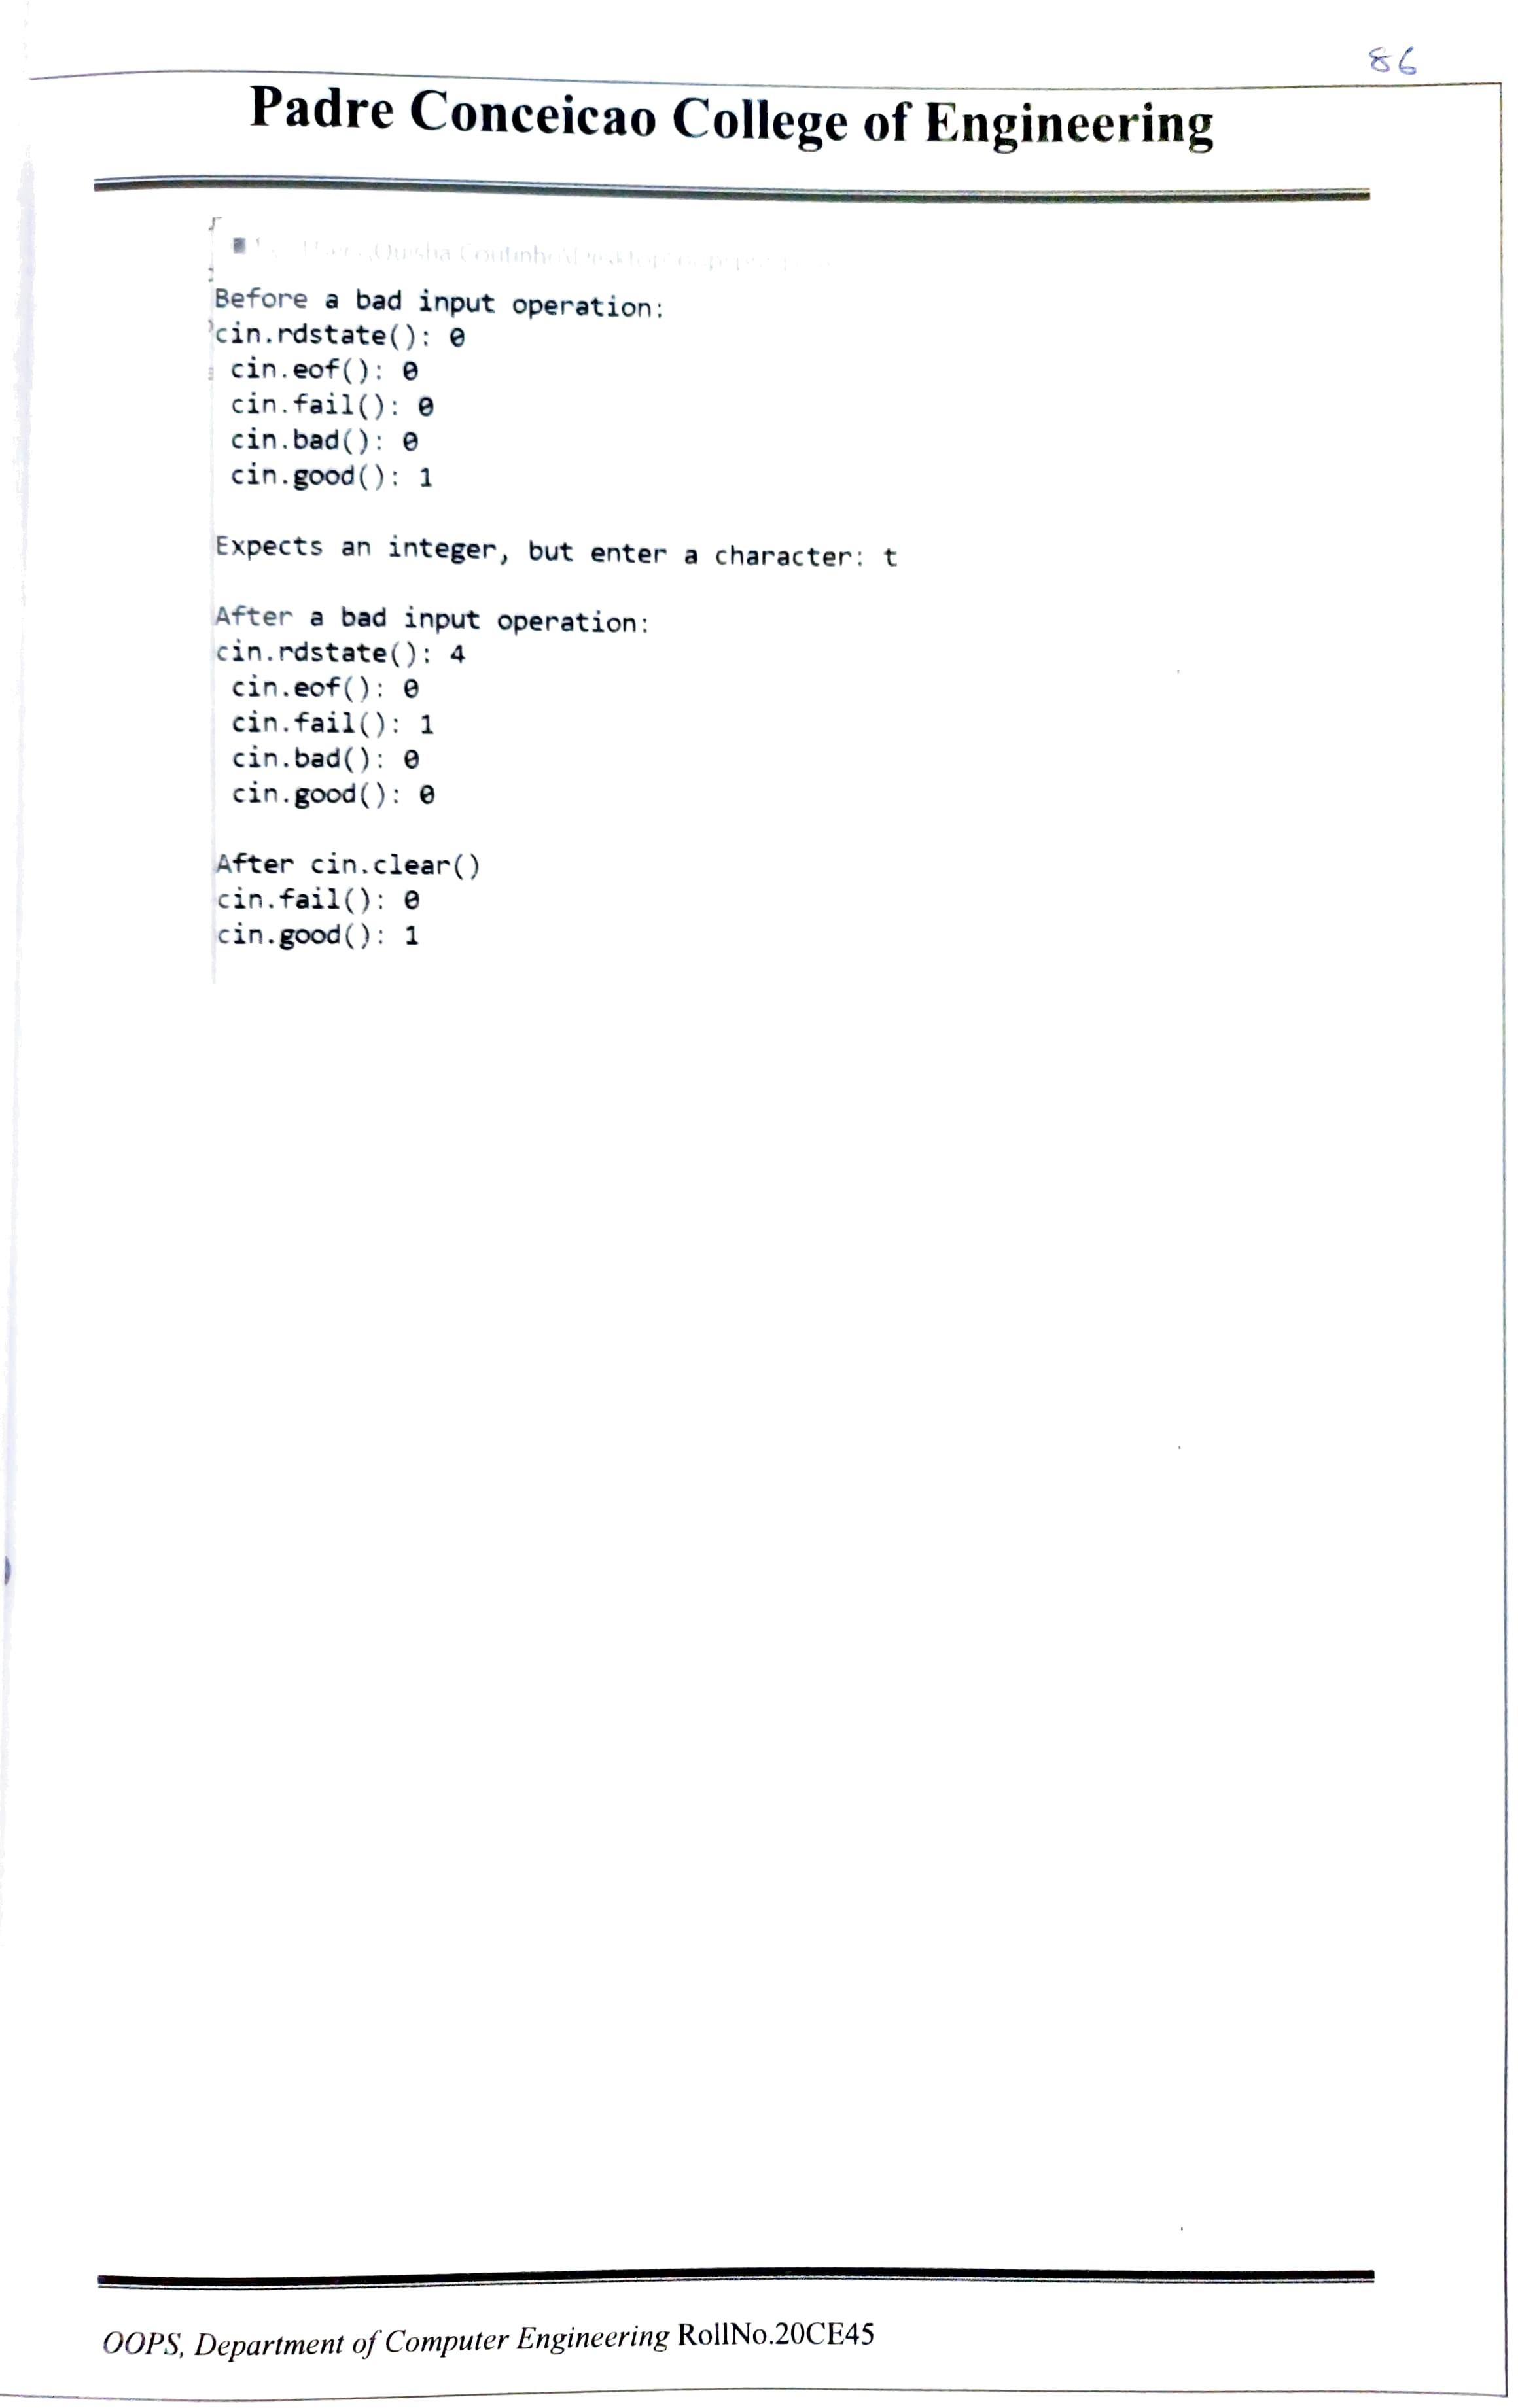 86
Padre Conceicao College of Engineering
Coutinho
Before a bad input operation:
cin.rdstate(): 0
cin.eof(): 0
cin.fail(): 0
cin.bad(): 0
cin.good(): 1
Expects an integer, but enter a character: t
After a bad input operation:
cin.rdstate(): 4
cin.eof(): 0
cin.fail(): 1
cin.bad(): 0
cin.good(): 0
After cin.clear()
cin.fail(): 0
cin.good(): 1
OOPS, Department of Computer Engineering RollNo.20CE45